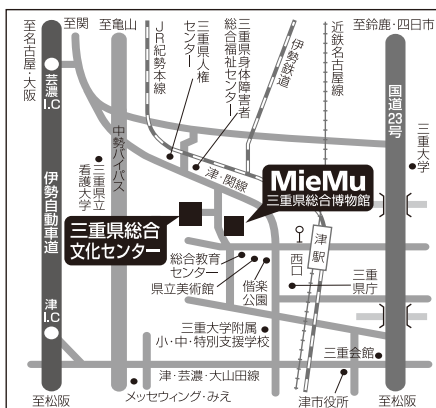 至名古屋・大阪
至関
至亀山
JR紀勢本線
三重県人権
センター
三重県身体障害者
総合福祉センター
伊勢鉄道
近鉄名古屋線
至鈴鹿・四日市
国道23号
三重大学
芸濃
I.C
中勢バイパス
三重県立
看護大学
津・関線
MieMu
三重県総合博物館
三重県総合
文化センター
伊勢自動車道
総合教育
センター
県立美術館
偕楽
公園
西口
津駅
三重
県庁
津
I.C
三重大学附属
小・中・特別支援学校
三重会館
津・芸濃・大山田線
至松阪
メッセウィング・みえ
津市役所
至松阪